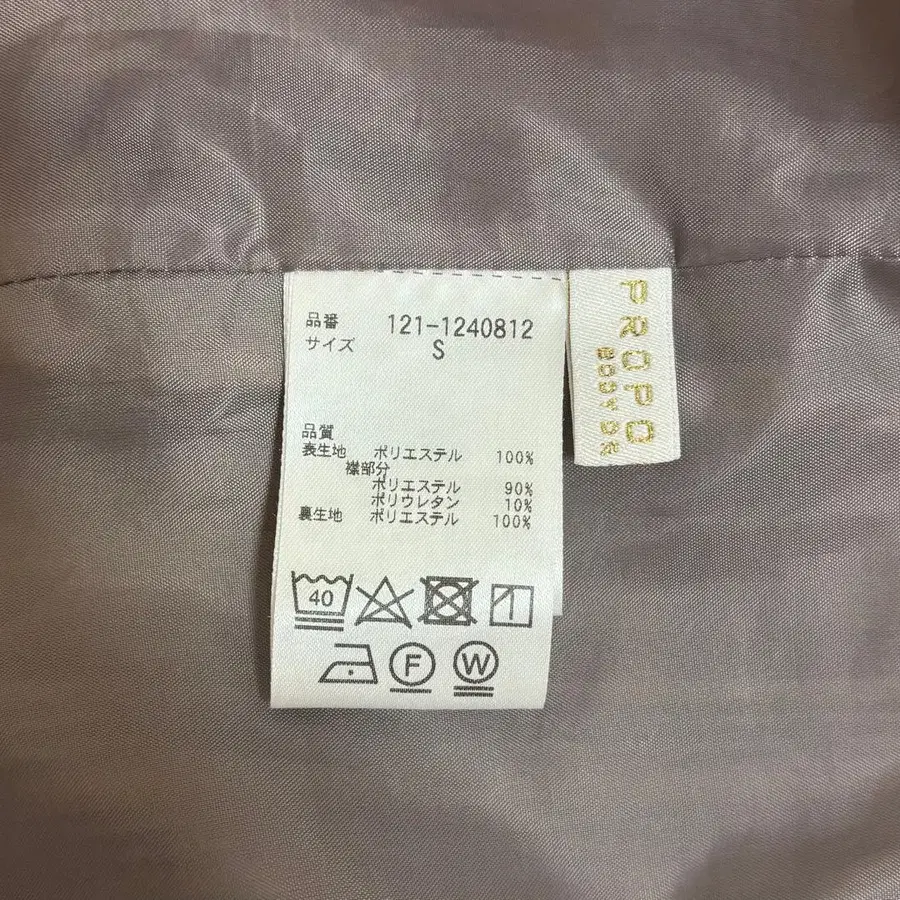 品番 121-1240812
サイズ S
品質
表生地 ポリエステル 100%
襟部分
ポリエステル 90%
ポリウレタン 10%
裏生地 ポリエステル 100%
40
F
W
PROPO
BODY DR